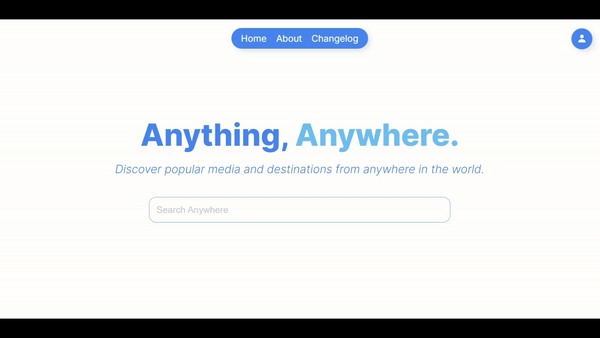 Home About Changelog
Anything, Anywhere.
Discover popular media and destinations from anywhere in the world.
Search Anywhere